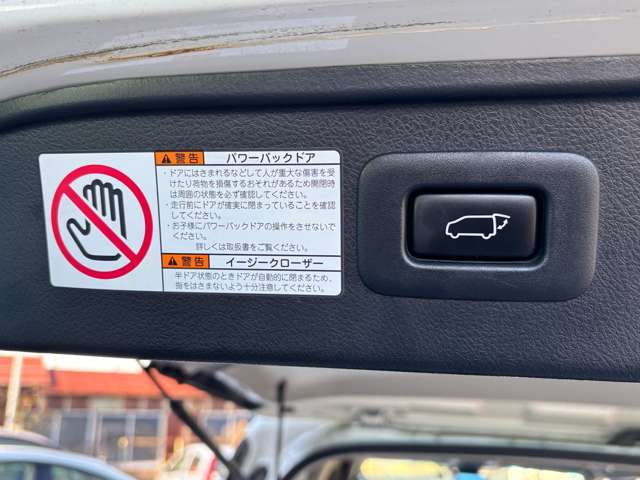 警告 パワーバックドア
・ドアにはさまれるなどして人が重大な傷害を受
けたり荷物を損傷するおそれがあるため開閉時
は周囲の状態を必ず確認してください。
・走行前にドアが確実に閉まっていることを確認
してください。
・お子様にパワーバックドアの操作をさせないで
ください。
詳しくは取扱書をご覧ください。
警告 イージークローザー
半ドア状態のときドアが自動的に閉まるため、
指をはさまないよう十分注意してください。